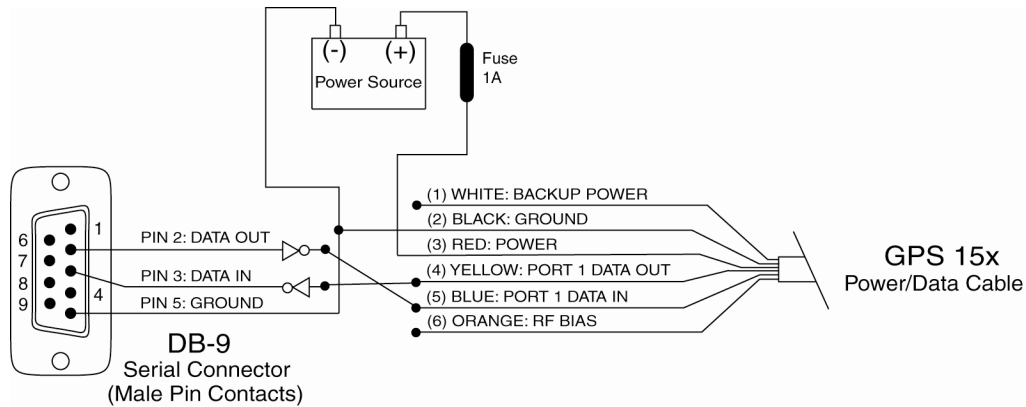 (-) (+)
Power Source
Fuse
1A
(1) WHITE: BACKUP POWER
(2) BLACK: GROUND
(3) RED: POWER
(4) YELLOW: PORT 1 DATA OUT
(5) BLUE: PORT 1 DATA IN
(6) ORANGE: RF BIAS
GPS 15x
Power/Data Cable
1
6
7
8
4
9
PIN 2: DATA OUT
PIN 3: DATA IN
PIN 5: GROUND
DB-9
Serial Connector
(Male Pin Contacts)